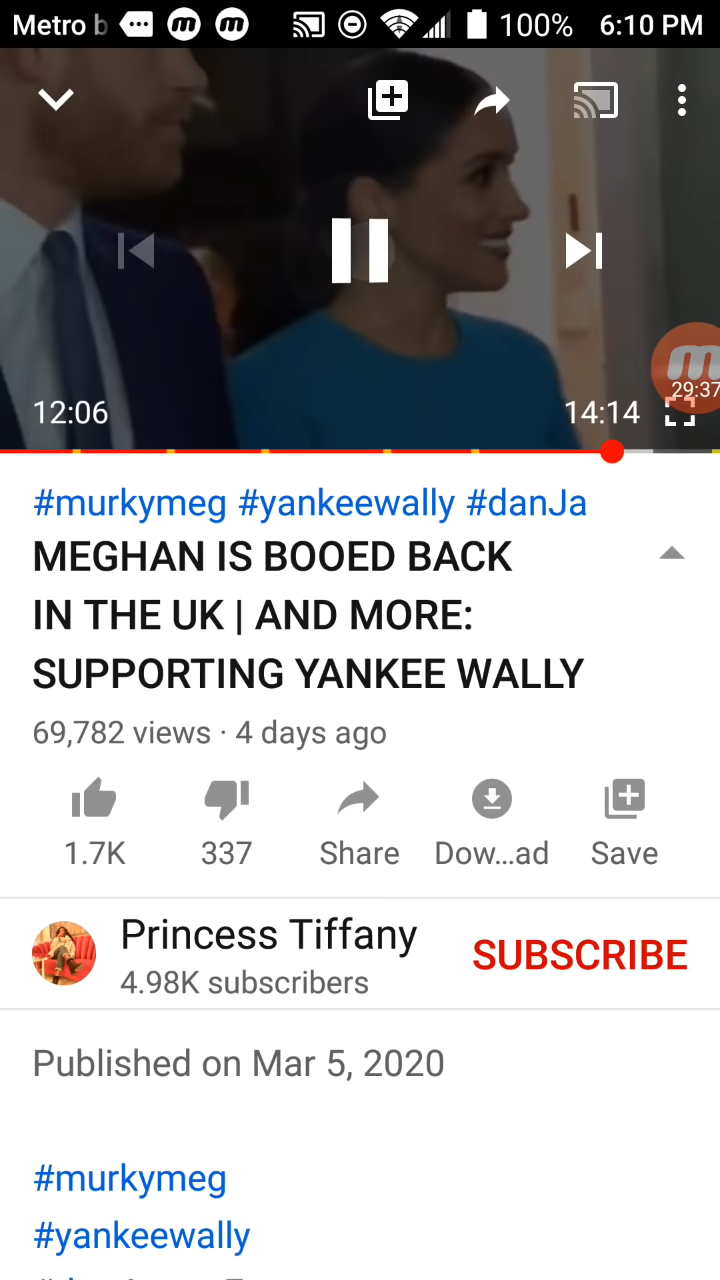 Metro b 100% 6:10 PM
29:37
12:06 14:14
#murkymeg #yankeewally #danJa
MEGHAN IS BOOED BACK
IN THE UK | AND MORE:
SUPPORTING YANKEE WALLY
69,782 views · 4 days ago
1.7K 337 Share Dow...ad Save
Princess Tiffany
SUBSCRIBE
4.98K subscribers
Published on Mar 5, 2020
#murkymeg
#yankeewally